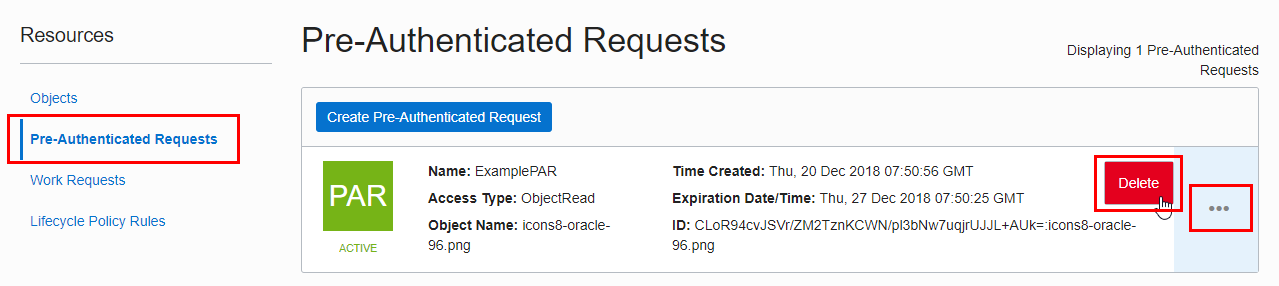 Resources
Objects
Pre-Authenticated Requests
Work Requests
Lifecycle Policy Rules
Pre-Authenticated Requests
Displaying 1 Pre-Authenticated
Requests
Create Pre-Authenticated Request
PAR
ACTIVE
Name: ExamplePAR
Access Type: ObjectRead
Object Name: icons8-oracle-
96.png
Time Created: Thu, 20 Dec 2018 07:50:56 GMT
Expiration Date/Time: Thu, 27 Dec 2018 07:50:25 GMT
ID: CLoR94cvJSVr/ZM2TznKCWN/pl3bNw7uqjrUJJL+AUk=:icons8-oracle-
96.png
Delete
•••